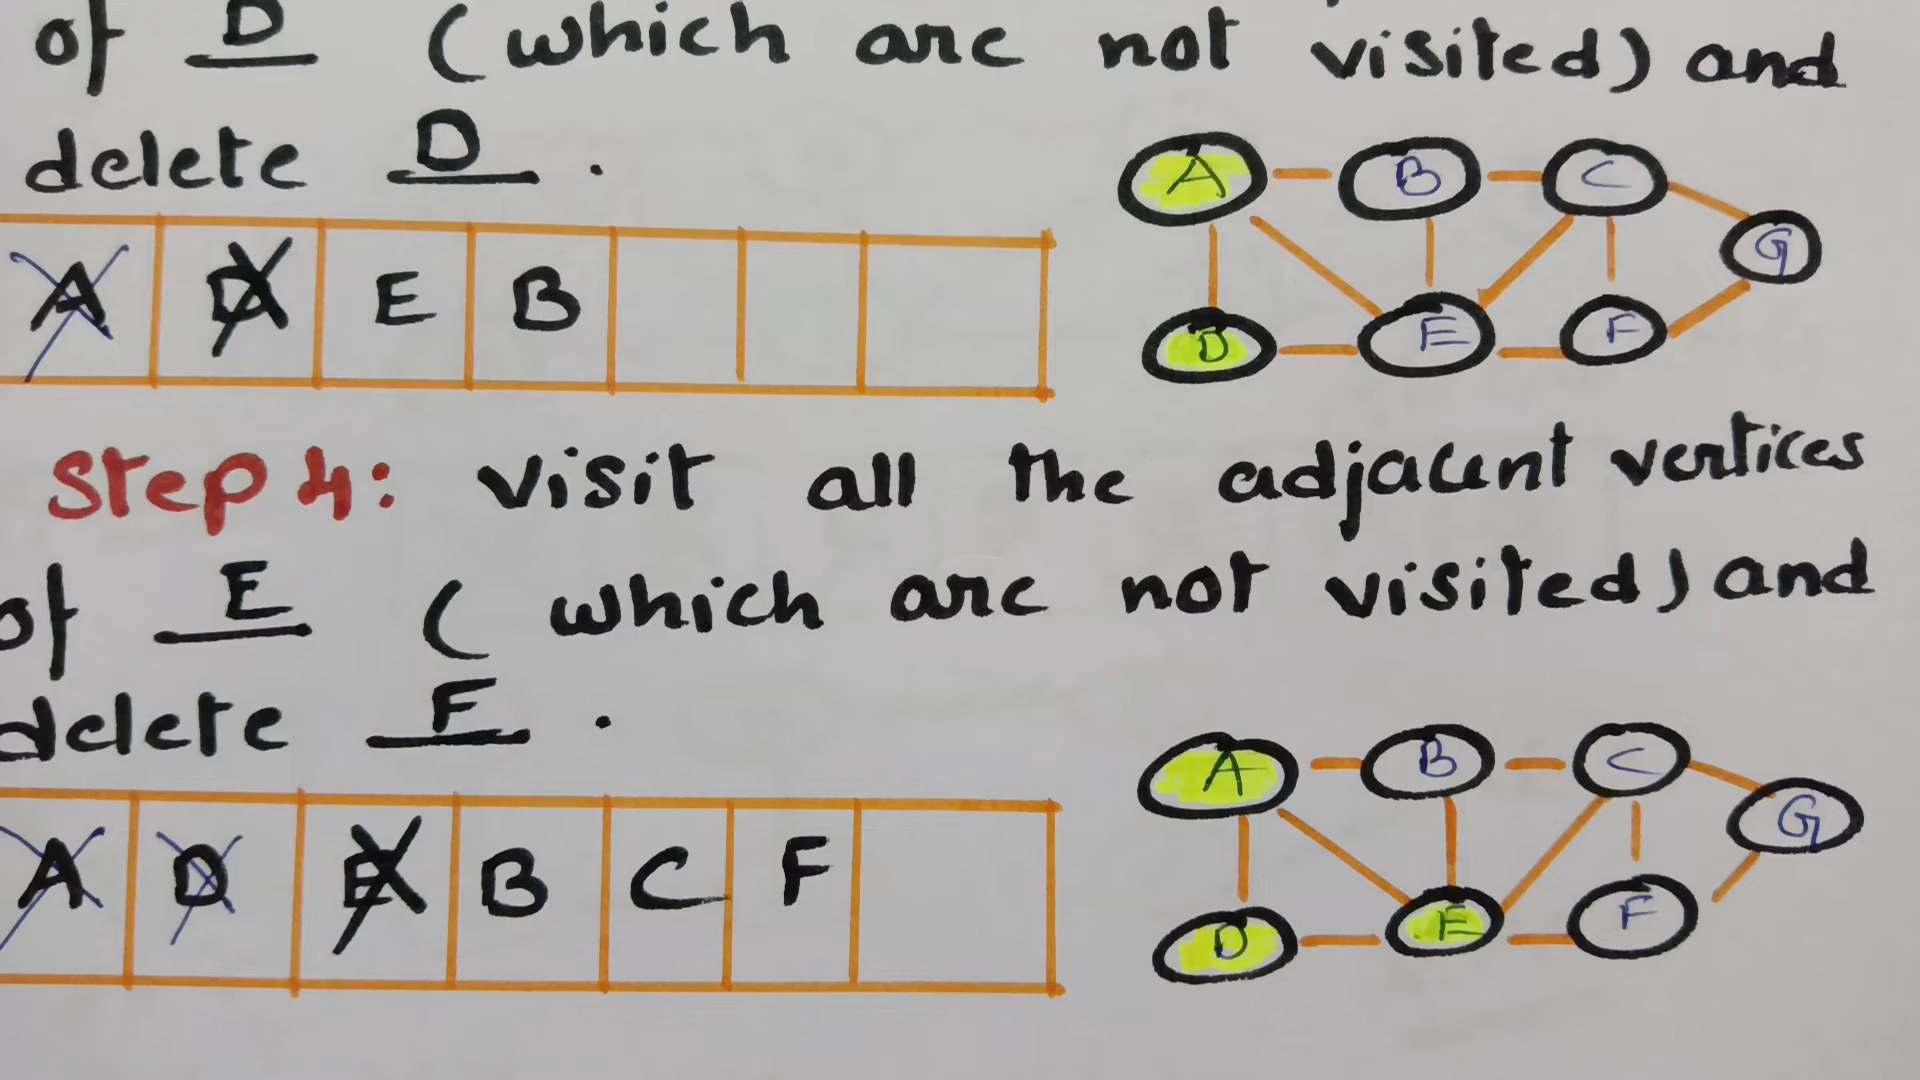 of D (which are not visited) and
delete D .
A D E B
A B C
G
D E F
Step 4: visit all the adjacent vertices
of E ( which are not visited) and
delete E .
A D E B C F
A B C
G
D E F